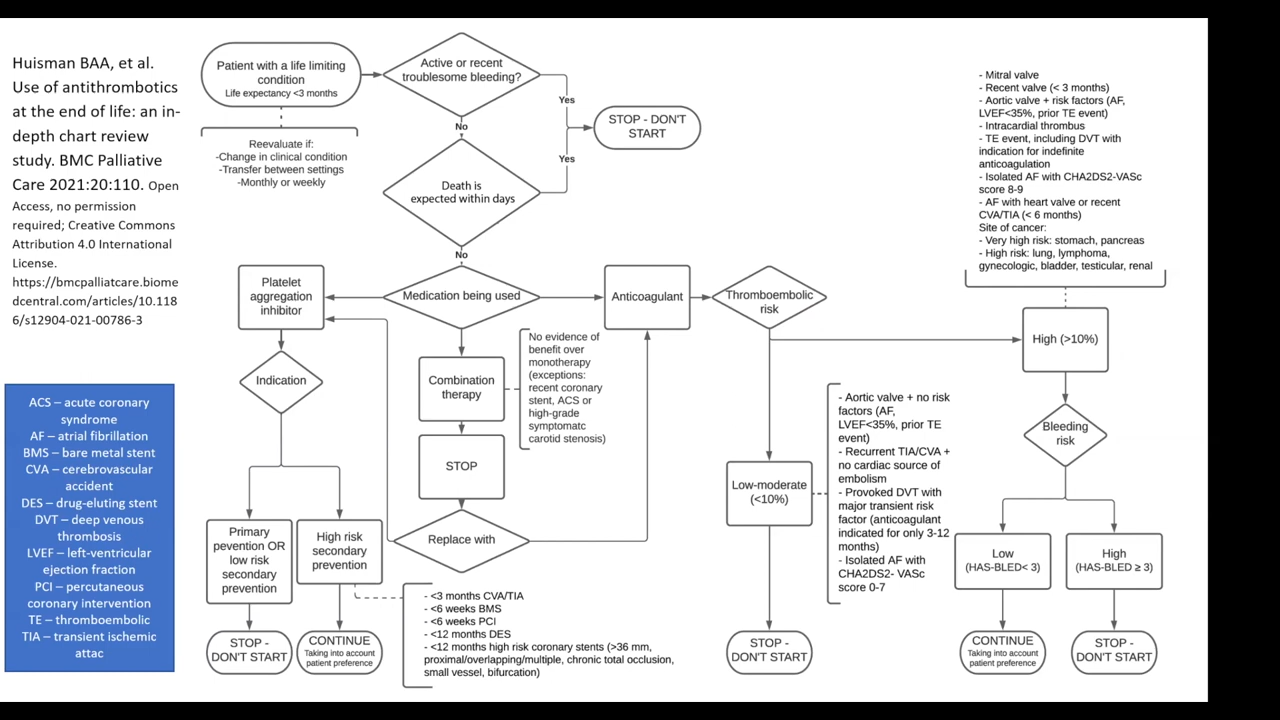 Huisman BAA, et al.
Use of antithrombotics
at the end of life: an in-
depth chart review
study. BMC Palliative
Care 2021:20:110. Open
Access, no permission
required; Creative Commons
Attribution 4.0 International
License.
https://bmcpalliatcare.biome
dcentral.com/articles/10.118
6/s12904-021-00786-3
ACS – acute coronary
syndrome
AF – atrial fibrillation
BMS – bare metal stent
CVA – cerebrovascular
accident
DES – drug-eluting stent
DVT – deep venous
thrombosis
LVEF – left-ventricular
ejection fraction
PCI – percutaneous
coronary intervention
TE – thromboembolic
TIA – transient ischemic
attac
Patient with a life limiting
condition
Life expectancy <3 months
Reevaluate if:
-Change in clinical condition
-Transfer between settings
-Monthly or weekly
Active or recent
troublesome bleeding?
Yes
No
STOP - DON'T
START
Yes
Death is
expected within days
No
Medication being used
Platelet
aggregation
inhibitor
Indication
Primary
pevention OR
low risk
secondary
prevention
High risk
secondary
prevention
STOP -
DON'T START
CONTINUE
Taking into account
patient preference
- <3 months CVA/TIA
- <6 weeks BMS
- <6 weeks PCI
- <12 months DES
- <12 months high risk coronary stents (>36 mm,
proximal/overlapping/multiple, chronic total occlusion,
small vessel, bifurcation)
Combination
therapy
No evidence of
benefit over
monotherapy
(exceptions:
recent coronary
stent, ACS or
high-grade
symptomatc
carotid stenosis)
STOP
Replace with
Anticoagulant
Thromboembolic
risk
Low-moderate
(<10%)
- Aortic valve + no risk
factors (AF,
LVEF<35%, prior TE
event)
- Recurrent TIA/CVA +
no cardiac source of
embolism
- Provoked DVT with
major transient risk
factor (anticoagulant
indicated for only 3-12
months)
- Isolated AF with
CHA2DS2- VASc
score 0-7
STOP -
DON'T START
- Mitral valve
- Recent valve (< 3 months)
- Aortic valve + risk factors (AF,
LVEF<35%, prior TE event)
- Intracardial thrombus
- TE event, including DVT with
indication for indefinite
anticoagulation
- Isolated AF with CHA2DS2-VASc
score 8-9
- AF with heart valve or recent
CVA/TIA (< 6 months)
Site of cancer:
- Very high risk: stomach, pancreas
- High risk: lung, lymphoma,
gynecologic, bladder, testicular, renal
High (>10%)
Bleeding
risk
Low
(HAS-BLED< 3)
High
(HAS-BLED ≥ 3)
CONTINUE
Taking into account
patient preference
STOP -
DON'T START